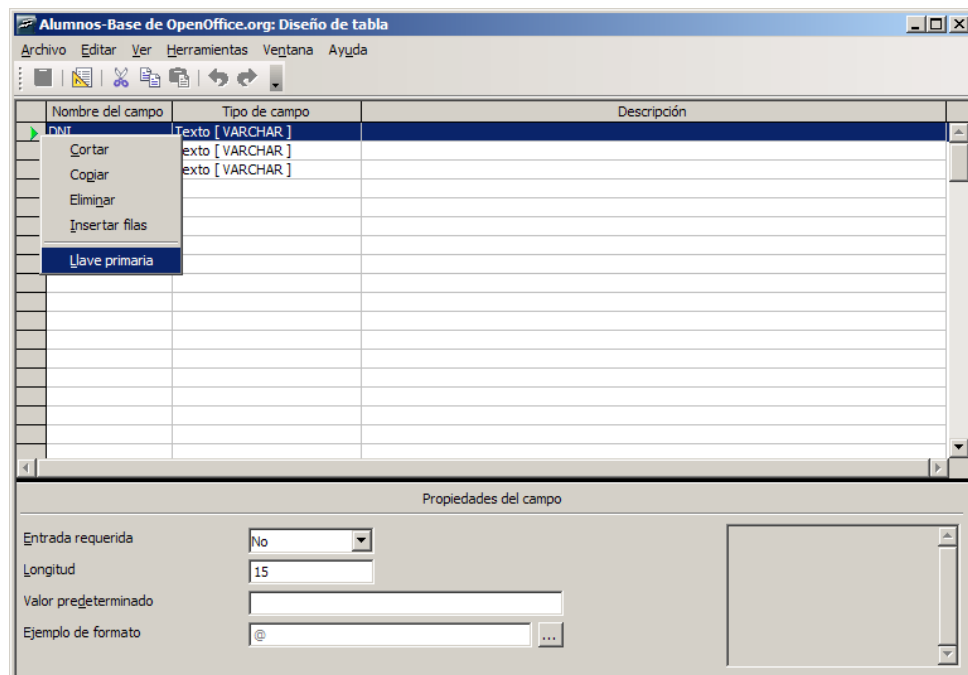 Alumnos-Base de OpenOffice.org: Diseño de tabla
Archivo Editar Ver Herramientas Ventana Ayuda
Nombre del campo Tipo de campo Descripción
DNI Texto [ VARCHAR ]
Cortar exto [ VARCHAR ]
Copiar exto [ VARCHAR ]
Eliminar
Insertar filas
Llave primaria
Propiedades del campo
Entrada requerida No
Longitud 15
Valor predeterminado
Ejemplo de formato @ ...